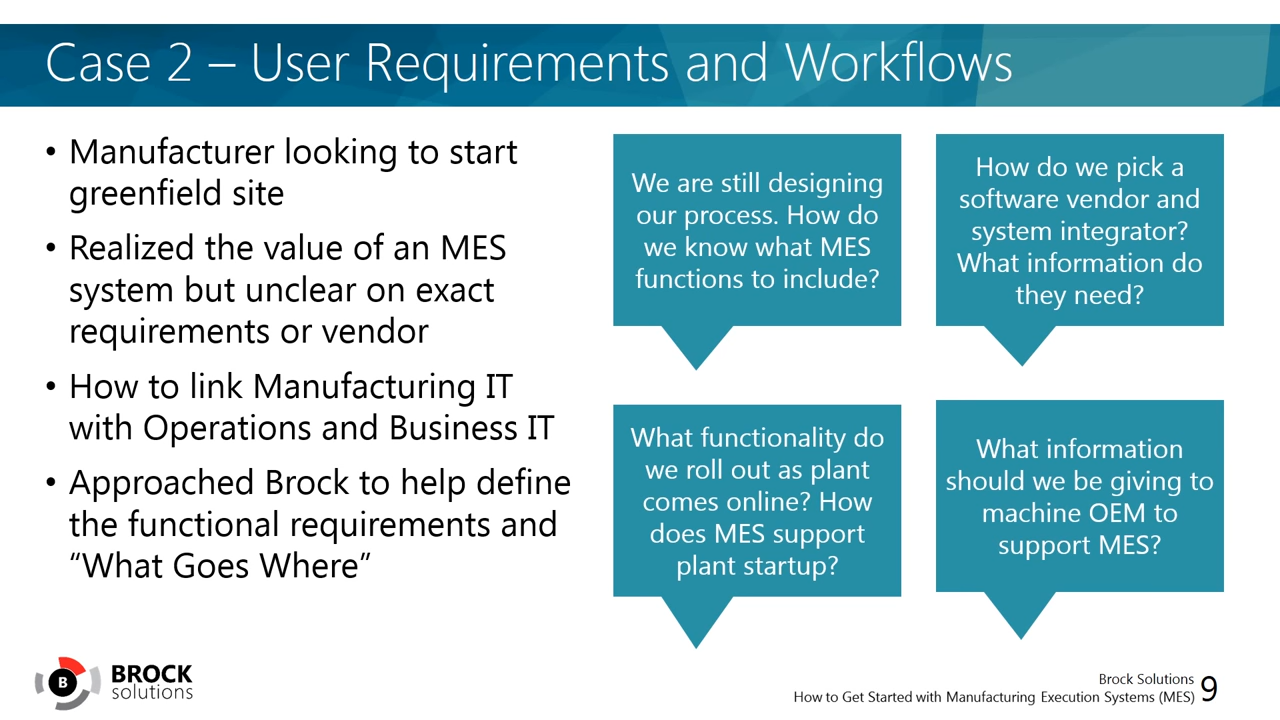 Case 2 – User Requirements and Workflows
• Manufacturer looking to start
greenfield site
• Realized the value of an MES
system but unclear on exact
requirements or vendor
• How to link Manufacturing IT
with Operations and Business IT
• Approached Brock to help define
the functional requirements and
“What Goes Where”
We are still designing
our process. How do
we know what MES
functions to include?
How do we pick a
software vendor and
system integrator?
What information do
they need?
What functionality do
we roll out as plant
comes online? How
does MES support
plant startup?
What information
should we be giving to
machine OEM to
support MES?
B
BROCK
solutions
Brock Solutions
How to Get Started with Manufacturing Execution Systems (MES)
9